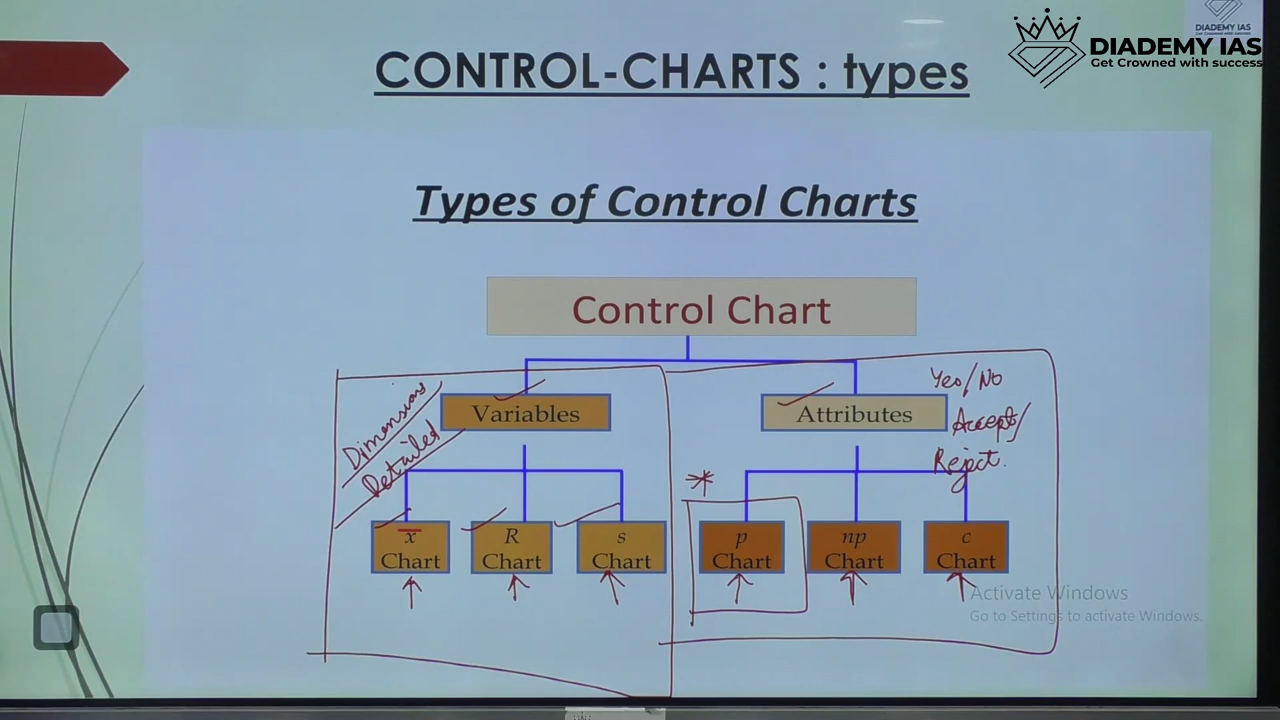 DIADEMY IAS
DIADEMY IAS
Get Crowned with success
CONTROL-CHARTS : types
Types of Control Charts
Control Chart
Variables
Attributes
Yes/No
Accept/
Reject.
Dimensions
Detailed
*
x̄
Chart
R
Chart
s
Chart
p
Chart
np
Chart
c
Chart
Activate Windows
Go to Settings to activate Windows.